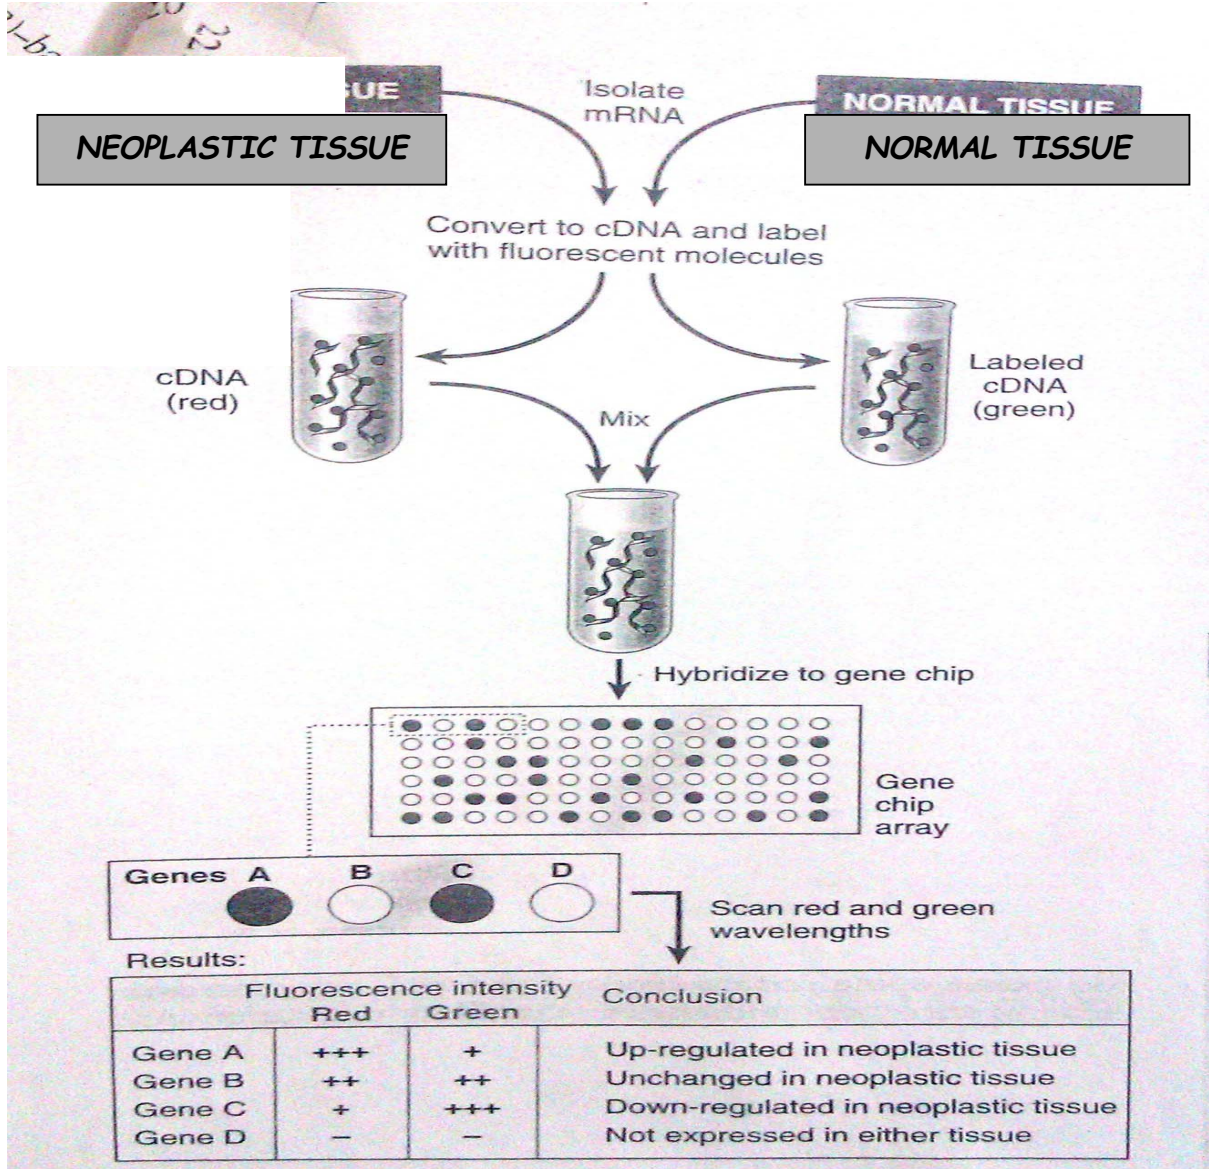 22
UE
Isolate
mRNA
NORMAL TISSUE
NEOPLASTIC TISSUE
NORMAL TISSUE
Convert to cDNA and label
with fluorescent molecules
cDNA
(red)
Labeled
cDNA
(green)
Mix
Hybridize to gene chip
Gene
chip
array
Genes A B C D
Scan red and green
wavelengths
Results:
Fluorescence intensity Conclusion
Red Green
Gene A +++ + Up-regulated in neoplastic tissue
Gene B ++ ++ Unchanged in neoplastic tissue
Gene C + +++ Down-regulated in neoplastic tissue
Gene D − − Not expressed in either tissue